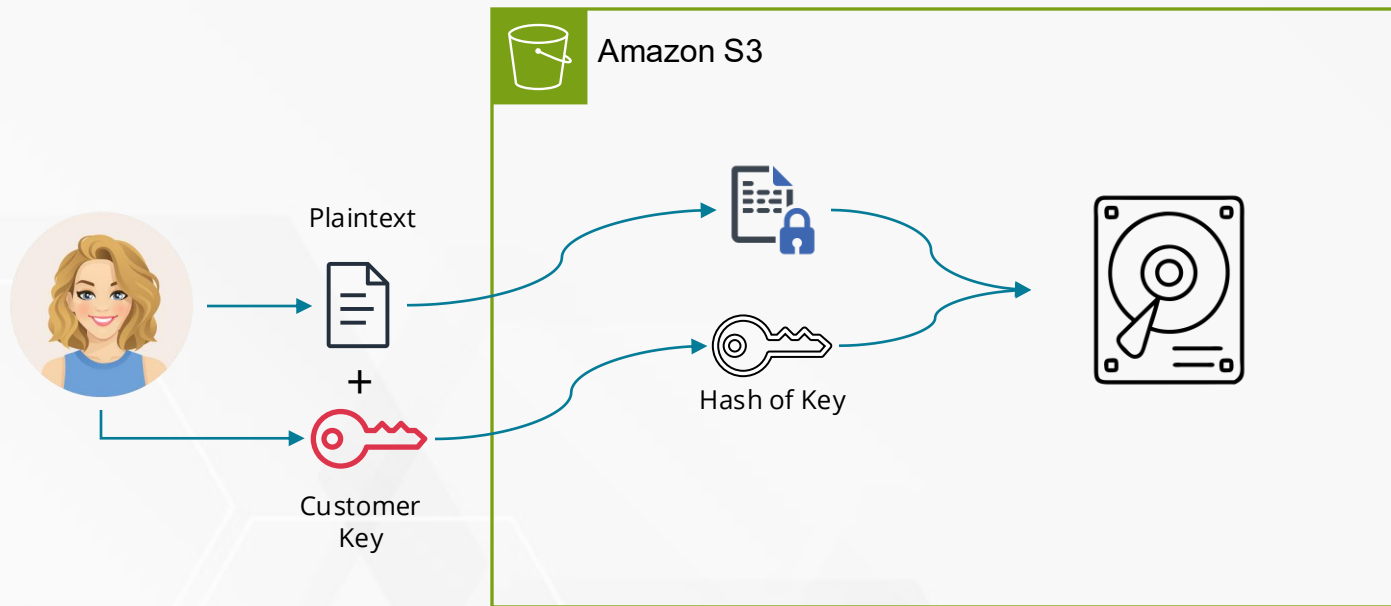 Amazon S3
Plaintext
+
Hash of Key
Customer
Key